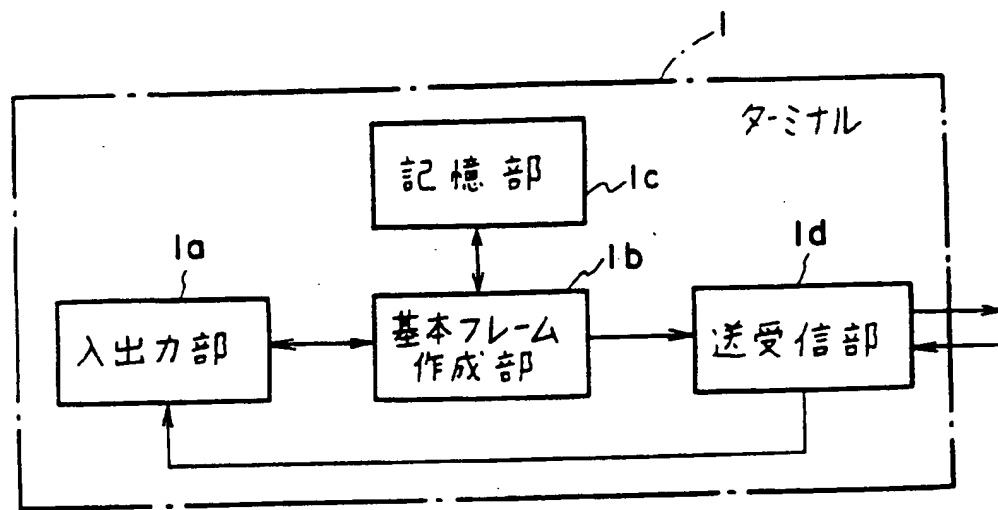 1
ターミナル
記憶部
1c
1a
1b
1d
入出力部
基本フレーム
作成部
送受信部